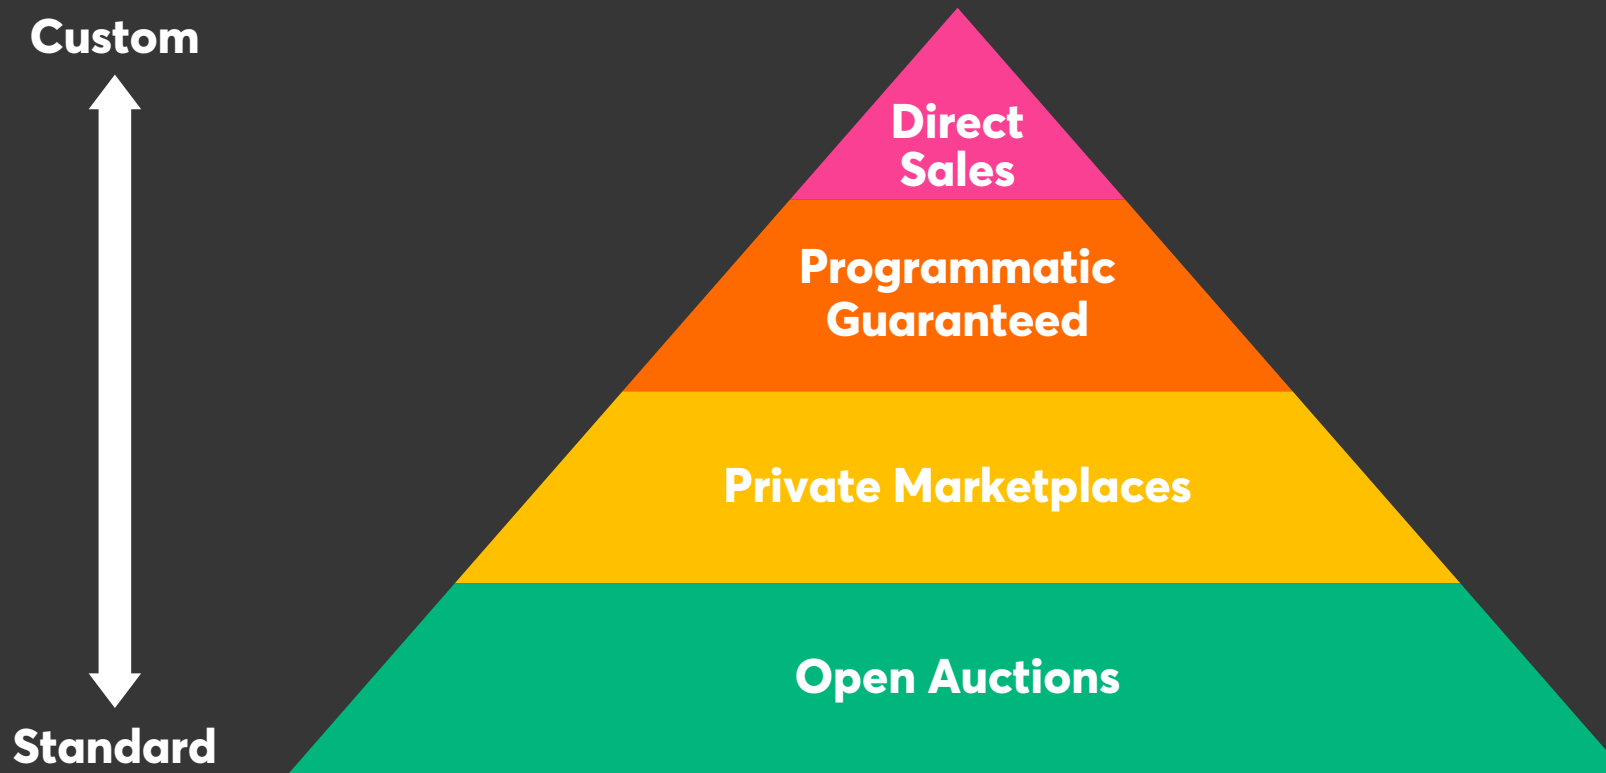 Custom
Direct
Sales
Programmatic
Guaranteed
Private Marketplaces
Open Auctions
Standard